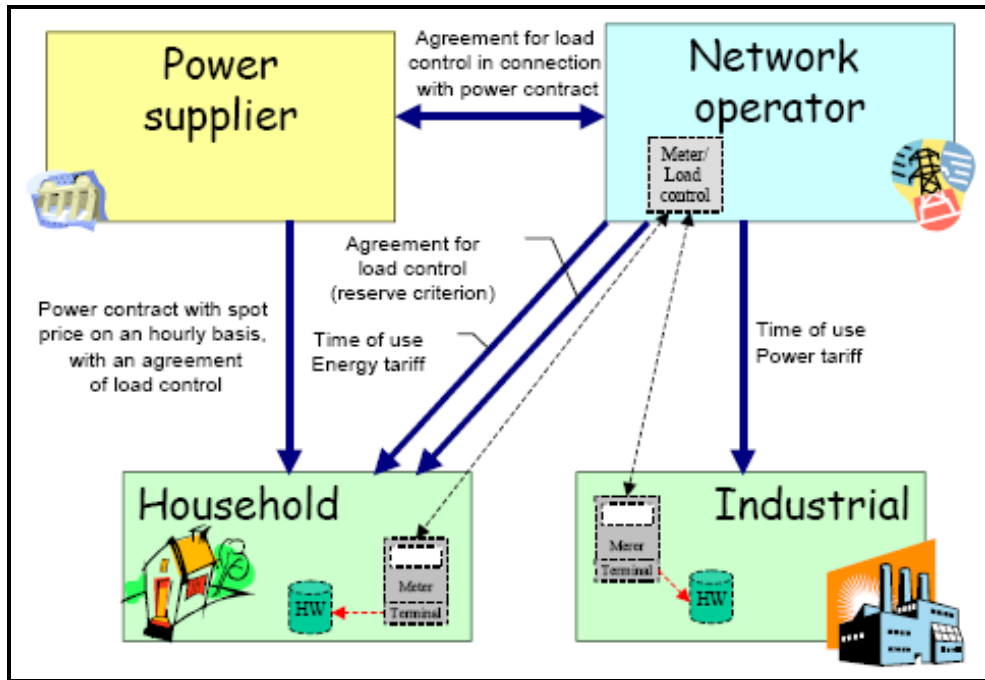 Power
supplier
Agreement for load
control in connection
with power contract
Network
operator
Meter/
Load
control
Power contract with spot
price on an hourly basis,
with an agreement
of load control
Agreement for
load control
(reserve criterion)
Time of use
Energy tariff
Time of use
Power tariff
Household
HW
Meter
Terminal
Industrial
Merer
Terminal
HW